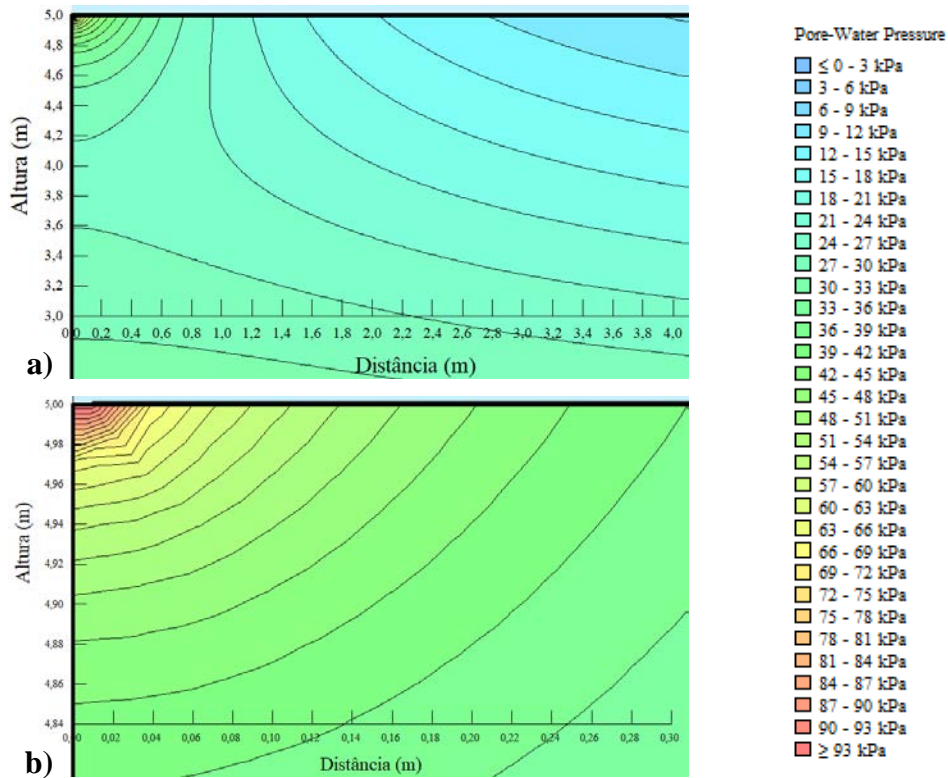 5,0
4,8
4,6
4,4
4,2
4,0
3,8
3,6
3,4
3,2
3,0
Altura (m)
0,0 0,2 0,4 0,6 0,8 1,0 1,2 1,4 1,6 1,8 2,0 2,2 2,4 2,6 2,8 3,0 3,2 3,4 3,6 3,8 4,0
Distância (m)
a)
5,00
4,98
4,96
4,94
4,92
4,90
4,88
4,86
4,84
Altura (m)
0,00 0,02 0,04 0,06 0,08 0,10 0,12 0,14 0,16 0,18 0,20 0,22 0,24 0,26 0,28 0,30
Distância (m)
b)
Pore-Water Pressure
≤ 0 - 3 kPa
3 - 6 kPa
6 - 9 kPa
9 - 12 kPa
12 - 15 kPa
15 - 18 kPa
18 - 21 kPa
21 - 24 kPa
24 - 27 kPa
27 - 30 kPa
30 - 33 kPa
33 - 36 kPa
36 - 39 kPa
39 - 42 kPa
42 - 45 kPa
45 - 48 kPa
48 - 51 kPa
51 - 54 kPa
54 - 57 kPa
57 - 60 kPa
60 - 63 kPa
63 - 66 kPa
66 - 69 kPa
69 - 72 kPa
72 - 75 kPa
75 - 78 kPa
78 - 81 kPa
81 - 84 kPa
84 - 87 kPa
87 - 90 kPa
90 - 93 kPa
≥ 93 kPa